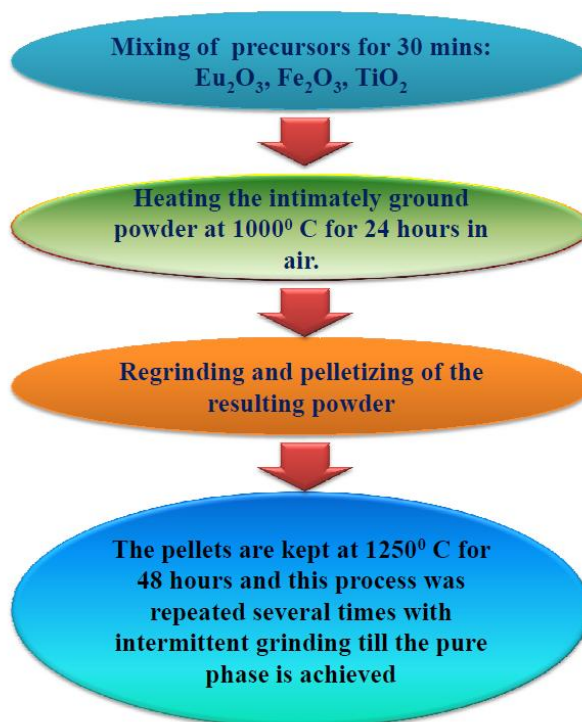 Mixing of precursors for 30 mins:
Eu₂O₃, Fe₂O₃, TiO₂
Heating the intimately ground
powder at 1000⁰ C for 24 hours in
air.
Regrinding and pelletizing of the
resulting powder
The pellets are kept at 1250⁰ C for
48 hours and this process was
repeated several times with
intermittent grinding till the pure
phase is achieved